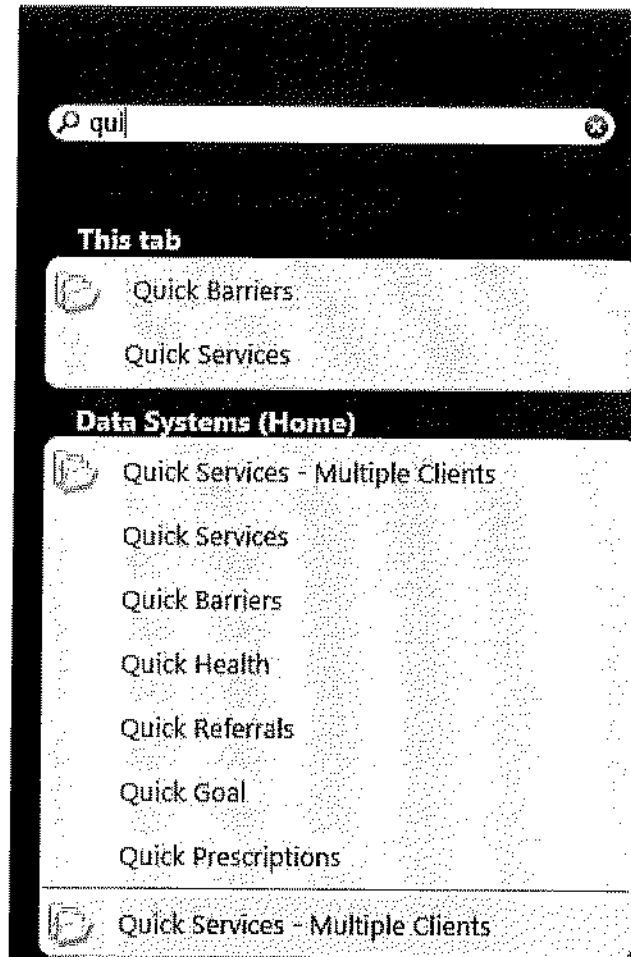 qui
This tab
Quick Barriers
Quick Services
Data Systems (Home)
Quick Services - Multiple Clients
Quick Services
Quick Barriers
Quick Health
Quick Referrals
Quick Goal
Quick Prescriptions
Quick Services - Multiple Clients